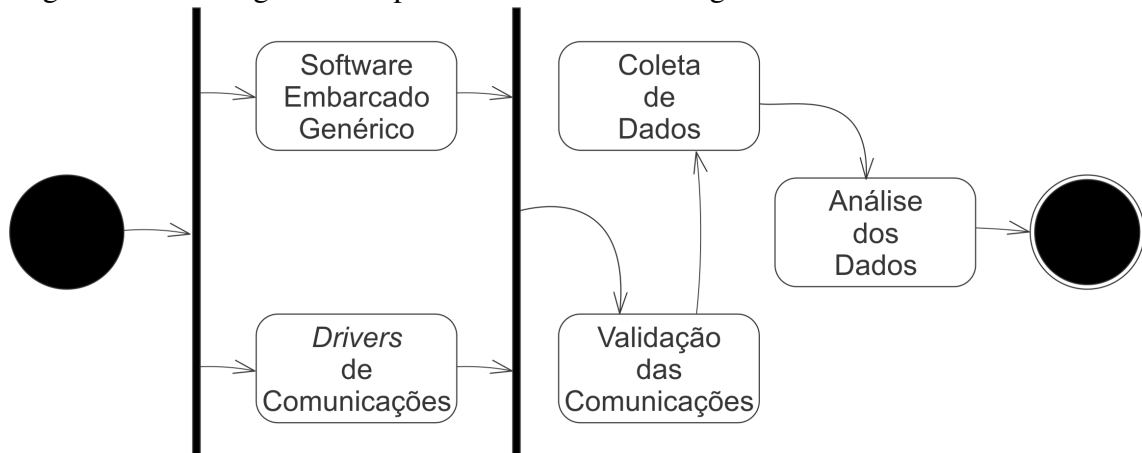 Software
Embarcado
Genérico
Drivers
de
Comunicações
Coleta
de
Dados
Validação
das
Comunicações
Análise
dos
Dados